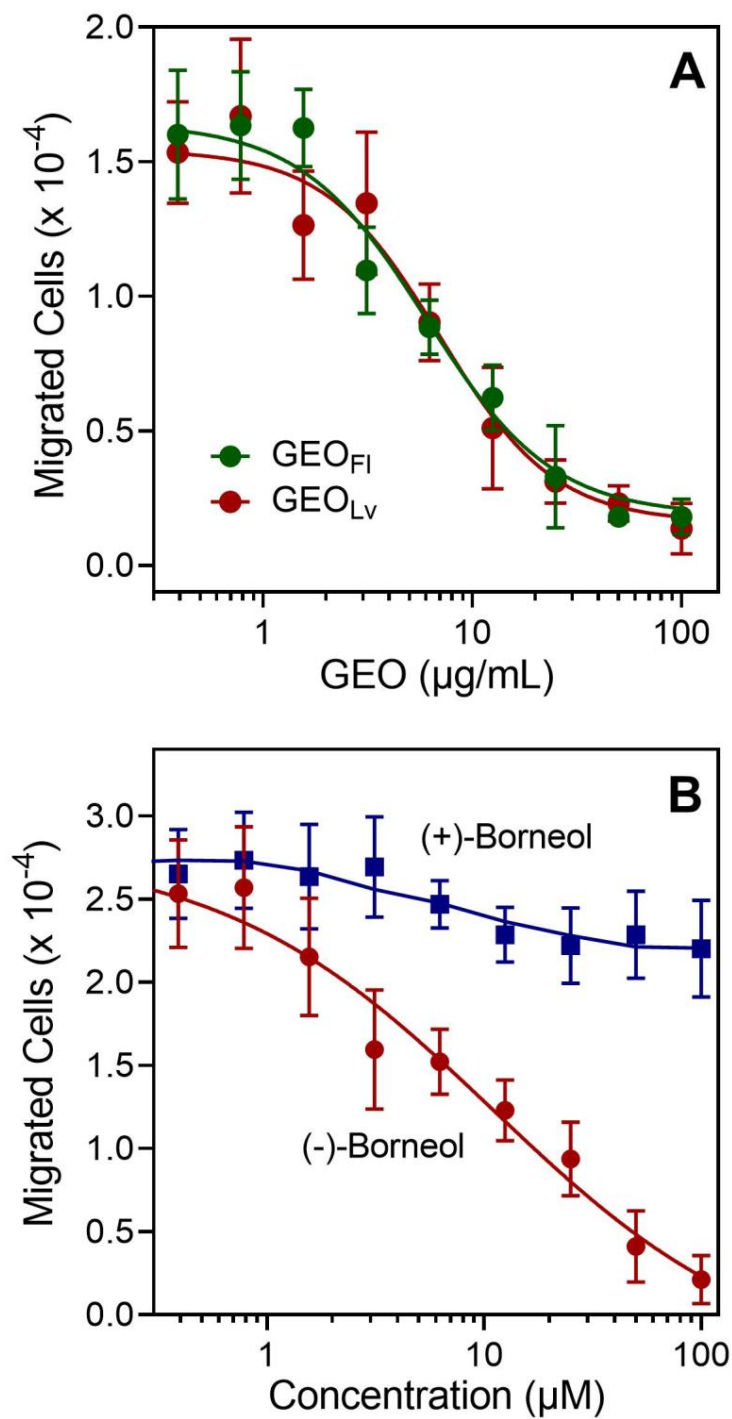 A
Migrated Cells (x 10⁻⁴)
2.0
1.5
1.0
0.5
0.0
GEO_Fl
GEO_Lv
1 10 100
GEO (µg/mL)
B
Migrated Cells (x 10⁻⁴)
3.0
2.5
2.0
1.5
1.0
0.5
0.0
(+)-Borneol
(-)-Borneol
1 10 100
Concentration (µM)